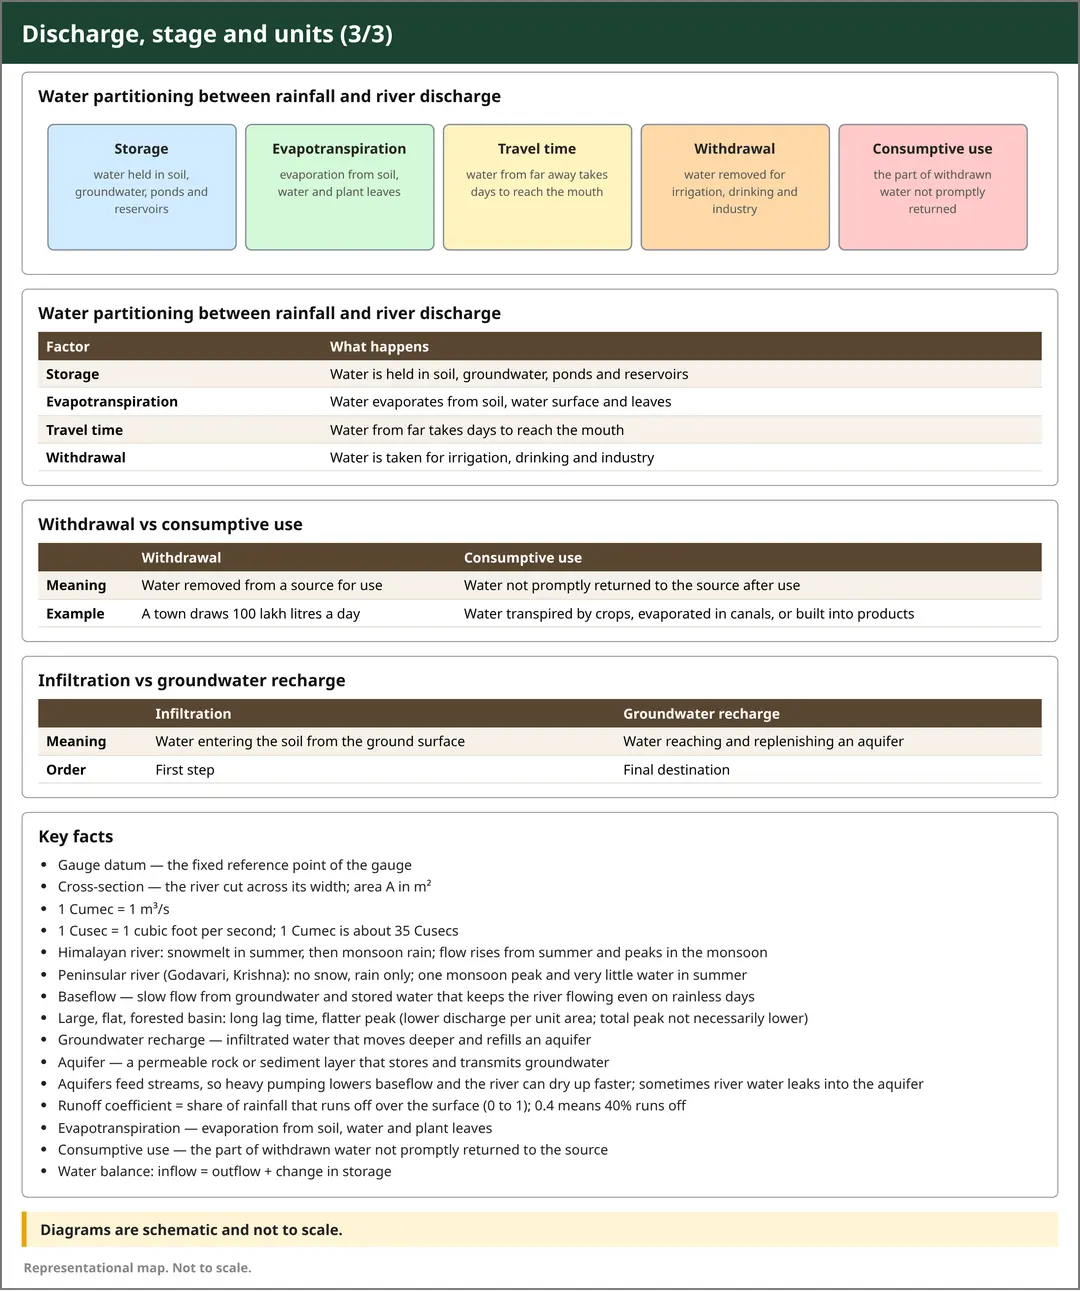 Discharge, stage and units (3/3)
Water partitioning between rainfall and river discharge
Storage
water held in soil,
groundwater, ponds and
reservoirs
Evapotranspiration
evaporation from soil,
water and plant leaves
Travel time
water from far away takes
days to reach the mouth
Withdrawal
water removed for
irrigation, drinking and
industry
Consumptive use
the part of withdrawn
water not promptly
returned
Water partitioning between rainfall and river discharge
Factor What happens
Storage Water is held in soil, groundwater, ponds and reservoirs
Evapotranspiration Water evaporates from soil, water surface and leaves
Travel time Water from far takes days to reach the mouth
Withdrawal Water is taken for irrigation, drinking and industry
Withdrawal vs consumptive use
Withdrawal Consumptive use
Meaning Water removed from a source for use Water not promptly returned to the source after use
Example A town draws 100 lakh litres a day Water transpired by crops, evaporated in canals, or built into products
Infiltration vs groundwater recharge
Infiltration Groundwater recharge
Meaning Water entering the soil from the ground surface Water reaching and replenishing an aquifer
Order First step Final destination
Key facts
• Gauge datum — the fixed reference point of the gauge
• Cross-section — the river cut across its width; area A in m²
• 1 Cumec = 1 m³/s
• 1 Cusec = 1 cubic foot per second; 1 Cumec is about 35 Cusecs
• Himalayan river: snowmelt in summer, then monsoon rain; flow rises from summer and peaks in the monsoon
• Peninsular river (Godavari, Krishna): no snow, rain only; one monsoon peak and very little water in summer
• Baseflow — slow flow from groundwater and stored water that keeps the river flowing even on rainless days
• Large, flat, forested basin: long lag time, flatter peak (lower discharge per unit area; total peak not necessarily lower)
• Groundwater recharge — infiltrated water that moves deeper and refills an aquifer
• Aquifer — a permeable rock or sediment layer that stores and transmits groundwater
• Aquifers feed streams, so heavy pumping lowers baseflow and the river can dry up faster; sometimes river water leaks into the aquifer
• Runoff coefficient = share of rainfall that runs off over the surface (0 to 1); 0.4 means 40% runs off
• Evapotranspiration — evaporation from soil, water and plant leaves
• Consumptive use — the part of withdrawn water not promptly returned to the source
• Water balance: inflow = outflow + change in storage
Diagrams are schematic and not to scale.
Representational map. Not to scale.